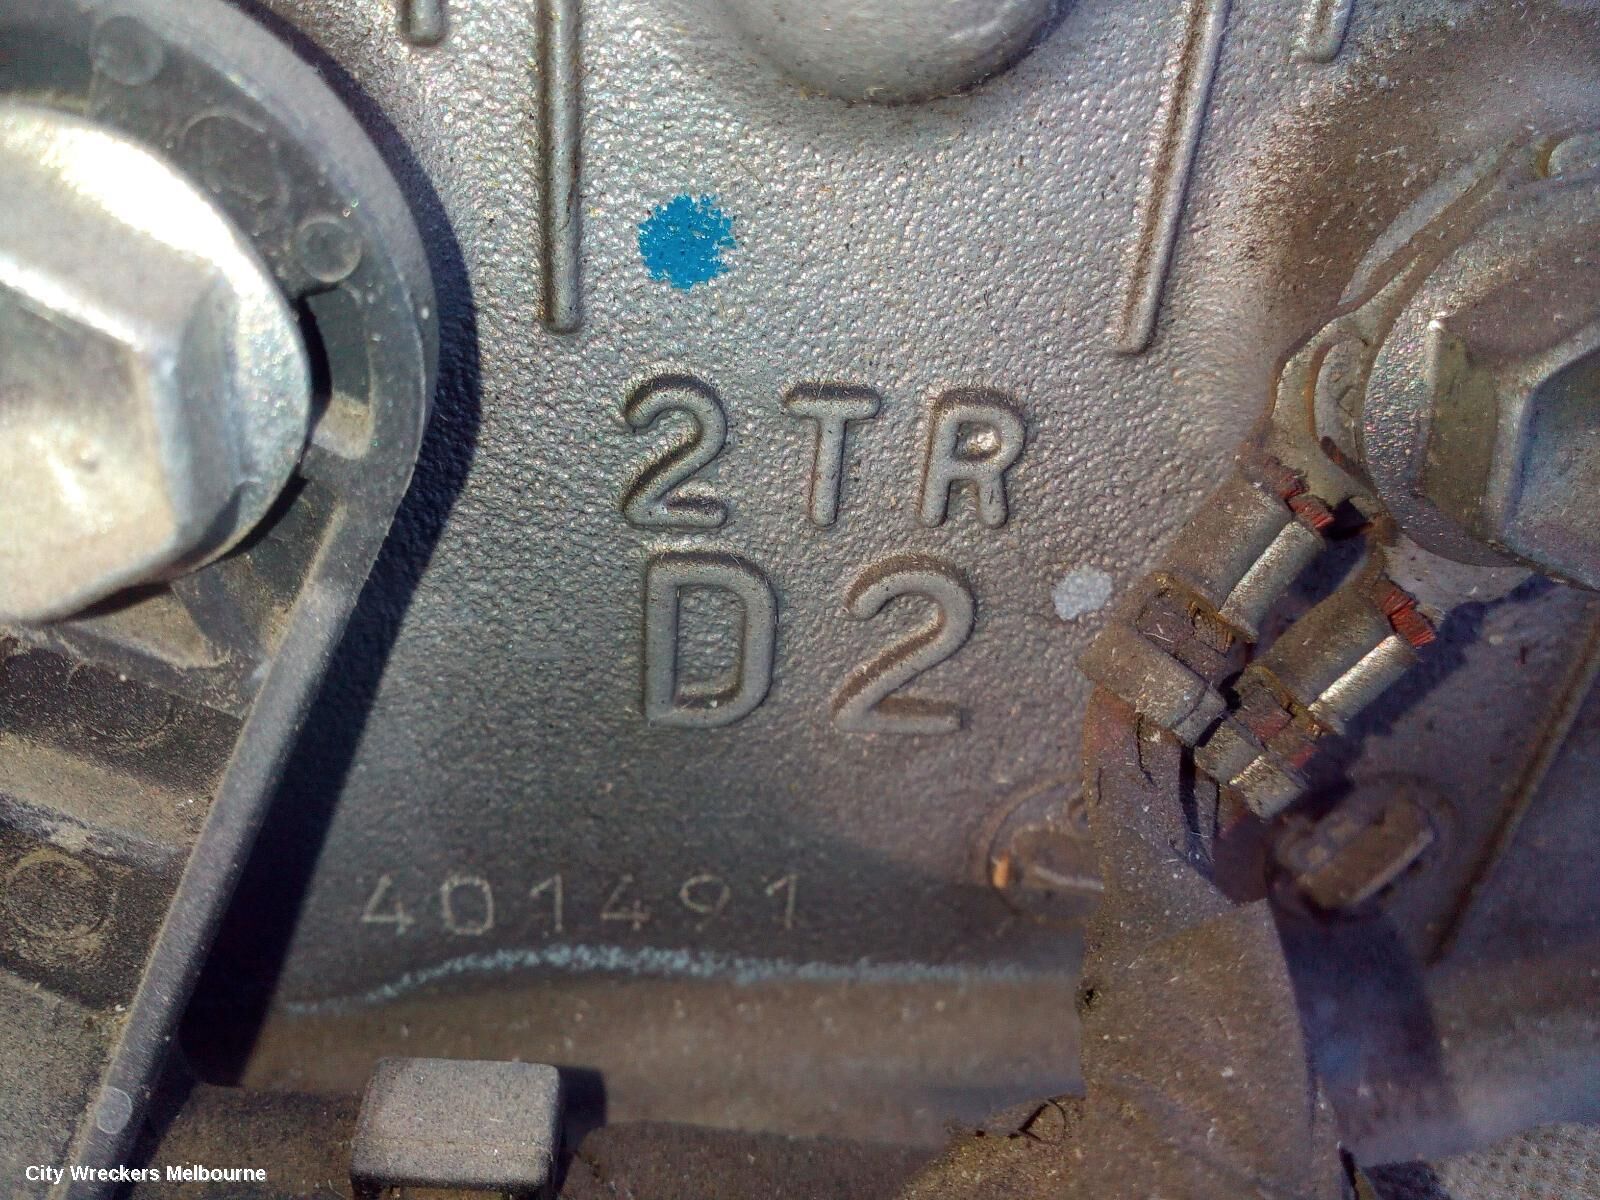 2TR
D2
401491
City Wreckers Melbourne